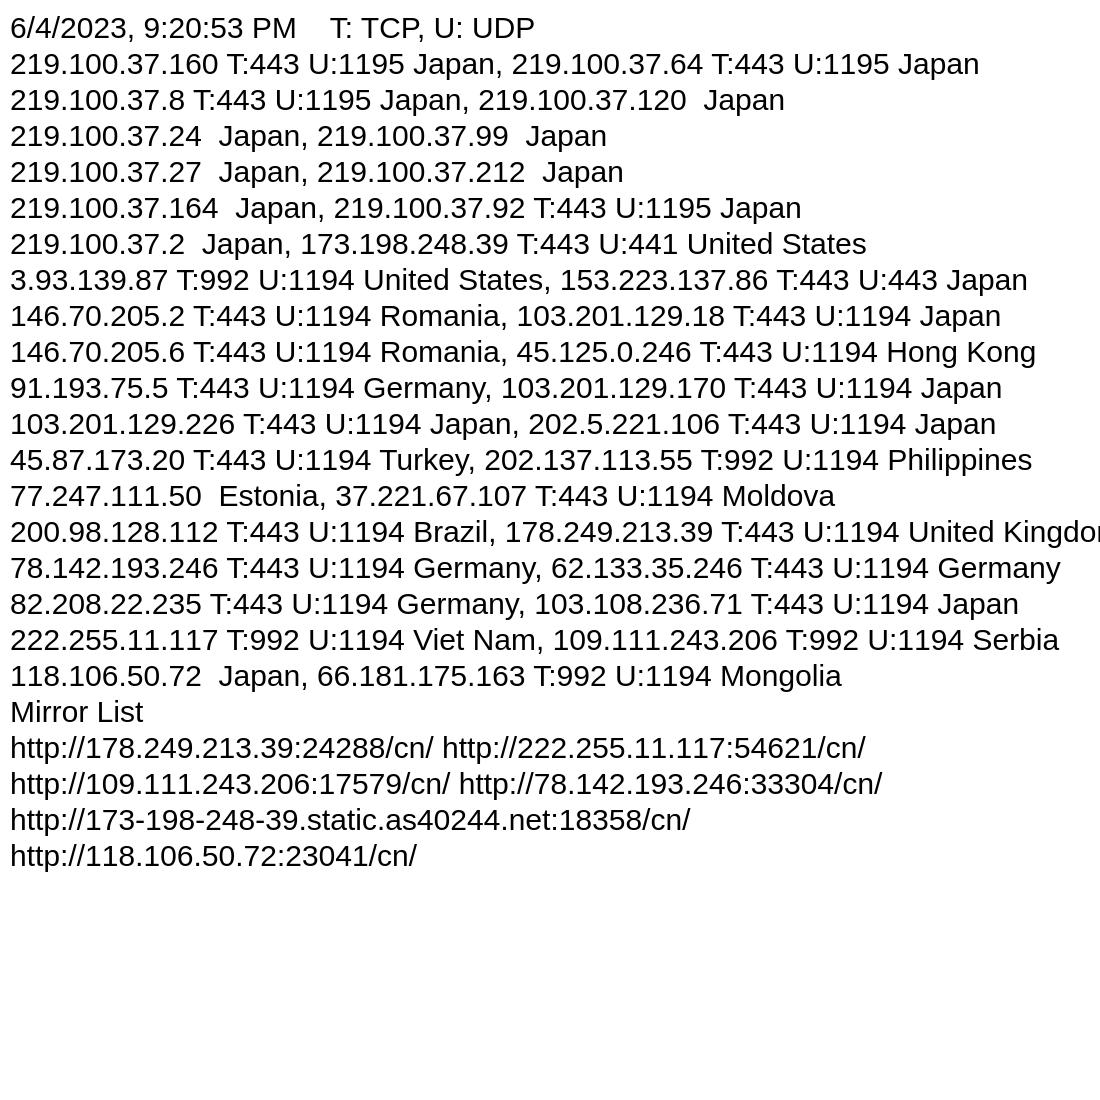 6/4/2023, 9:20:53 PM    T: TCP, U: UDP
219.100.37.160 T:443 U:1195 Japan, 219.100.37.64 T:443 U:1195 Japan
219.100.37.8 T:443 U:1195 Japan, 219.100.37.120  Japan
219.100.37.24  Japan, 219.100.37.99  Japan
219.100.37.27  Japan, 219.100.37.212  Japan
219.100.37.164  Japan, 219.100.37.92 T:443 U:1195 Japan
219.100.37.2  Japan, 173.198.248.39 T:443 U:441 United States
3.93.139.87 T:992 U:1194 United States, 153.223.137.86 T:443 U:443 Japan
146.70.205.2 T:443 U:1194 Romania, 103.201.129.18 T:443 U:1194 Japan
146.70.205.6 T:443 U:1194 Romania, 45.125.0.246 T:443 U:1194 Hong Kong
91.193.75.5 T:443 U:1194 Germany, 103.201.129.170 T:443 U:1194 Japan
103.201.129.226 T:443 U:1194 Japan, 202.5.221.106 T:443 U:1194 Japan
45.87.173.20 T:443 U:1194 Turkey, 202.137.113.55 T:992 U:1194 Philippines
77.247.111.50  Estonia, 37.221.67.107 T:443 U:1194 Moldova
200.98.128.112 T:443 U:1194 Brazil, 178.249.213.39 T:443 U:1194 United Kingdom
78.142.193.246 T:443 U:1194 Germany, 62.133.35.246 T:443 U:1194 Germany
82.208.22.235 T:443 U:1194 Germany, 103.108.236.71 T:443 U:1194 Japan
222.255.11.117 T:992 U:1194 Viet Nam, 109.111.243.206 T:992 U:1194 Serbia
118.106.50.72  Japan, 66.181.175.163 T:992 U:1194 Mongolia
Mirror List
http://178.249.213.39:24288/cn/ http://222.255.11.117:54621/cn/
http://109.111.243.206:17579/cn/ http://78.142.193.246:33304/cn/
http://173-198-248-39.static.as40244.net:18358/cn/
http://118.106.50.72:23041/cn/